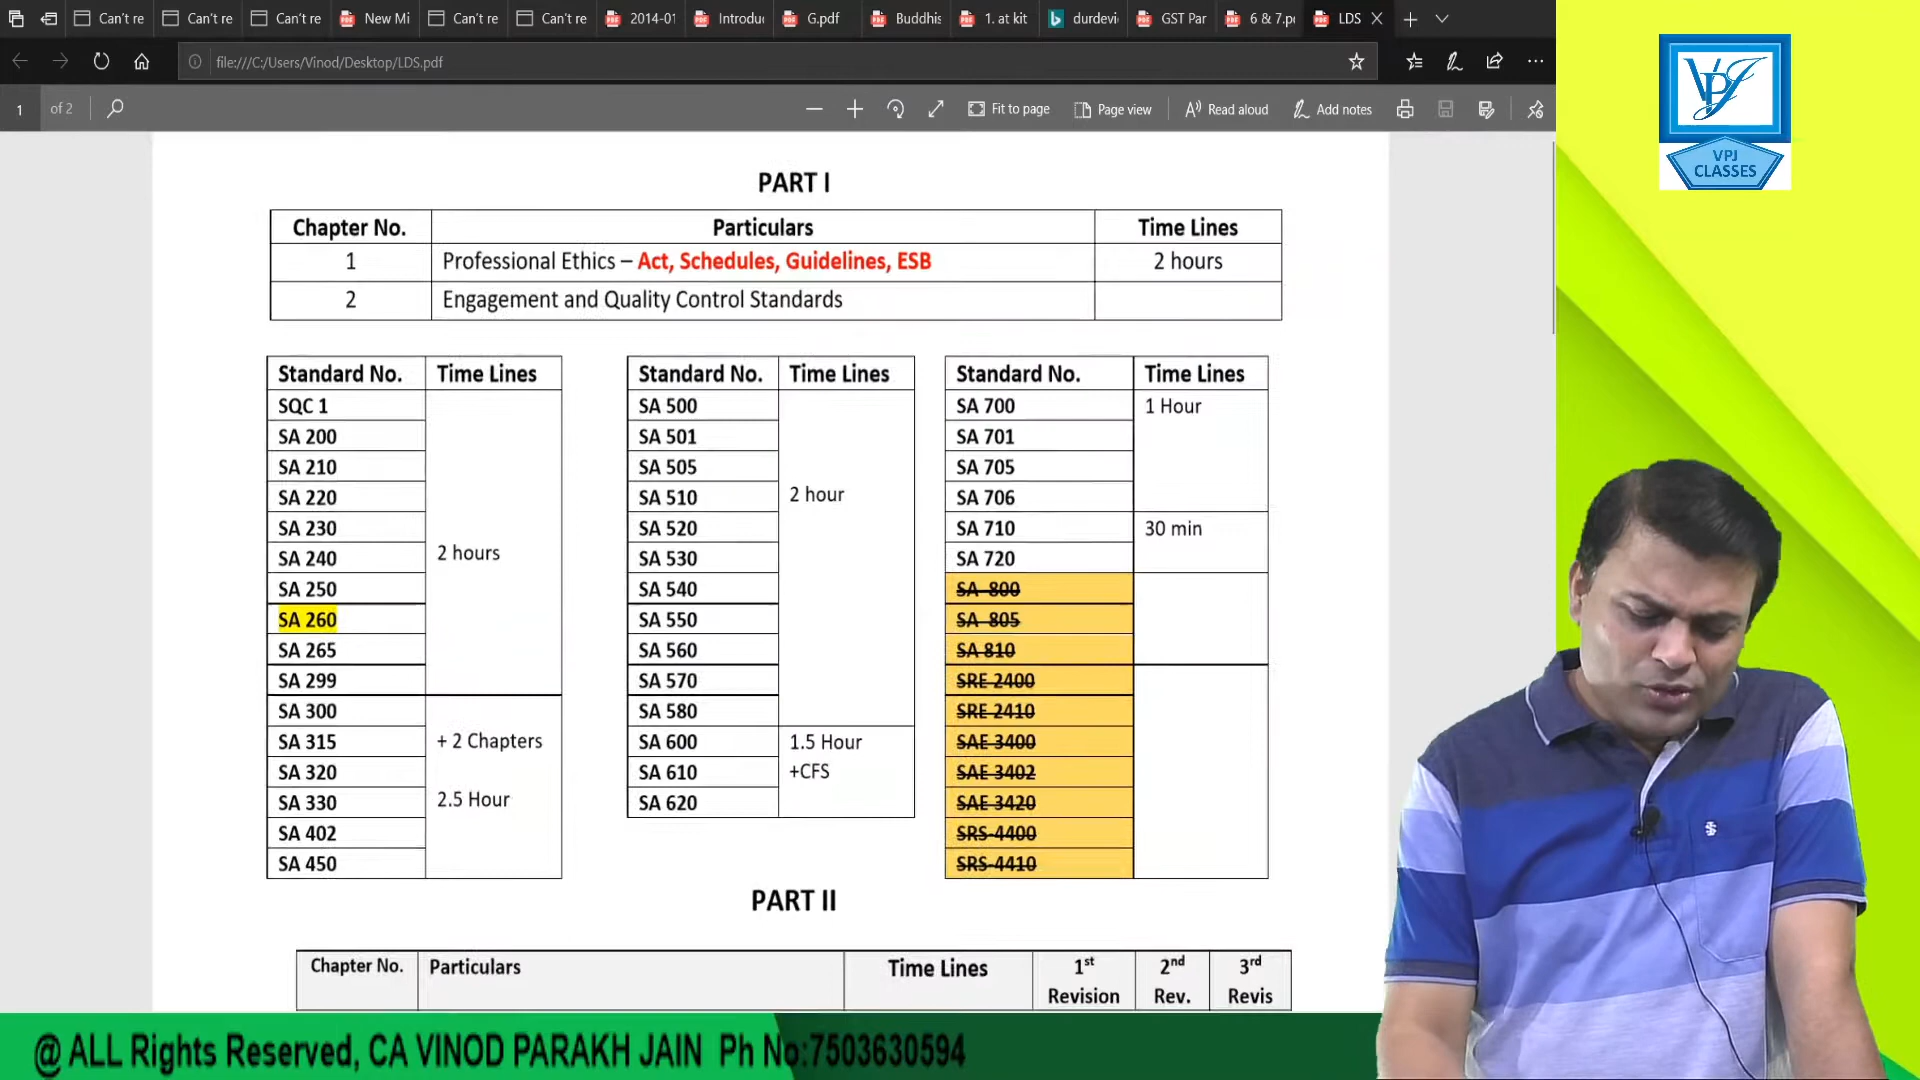 Can't re
Can't re
Can't re
New Mi
Can't re
Can't re
2014-01
Introdu
G.pdf
Buddhis
1. at kit
durdevi
GST Par
6 & 7.p
LDS
file:///C:/Users/Vinod/Desktop/LDS.pdf
1 of 2
Fit to page
Page view
Read aloud
Add notes
VPJ
VPJ
CLASSES
PART I
Chapter No. Particulars Time Lines
1 Professional Ethics – Act, Schedules, Guidelines, ESB 2 hours
2 Engagement and Quality Control Standards
Standard No. Time Lines
SQC 1
SA 200
SA 210
SA 220
SA 230
SA 240
2 hours
SA 250
SA 260
SA 265
SA 299
SA 300
SA 315
+ 2 Chapters
SA 320
SA 330
2.5 Hour
SA 402
SA 450
Standard No. Time Lines
SA 500
SA 501
SA 505
SA 510
2 hour
SA 520
SA 530
SA 540
SA 550
SA 560
SA 570
SA 580
SA 600
1.5 Hour
SA 610
+CFS
SA 620
Standard No. Time Lines
SA 700 1 Hour
SA 701
SA 705
SA 706
SA 710 30 min
SA 720
SA 800
SA 805
SA 810
SRE 2400
SRE 2410
SAE 3400
SAE 3402
SAE 3420
SRS-4400
SRS-4410
PART II
Chapter No. Particulars Time Lines 1st Revision 2nd Rev. 3rd Revis
@ ALL Rights Reserved, CA VINOD PARAKH JAIN Ph No:7503630594